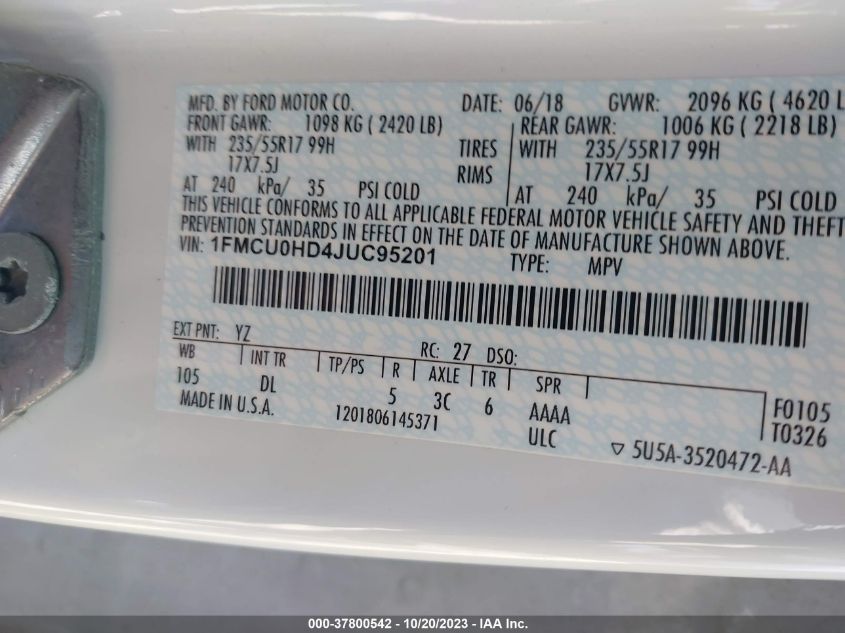 MFD. BY FORD MOTOR CO. DATE: 06/18 GVWR: 2096 KG ( 4620 L
FRONT GAWR: 1098 KG ( 2420 LB) REAR GAWR: 1006 KG ( 2218 LB)
WITH 235/55R17 99H TIRES WITH 235/55R17 99H
17X7.5J RIMS 17X7.5J
AT 240 kPa/ 35 PSI COLD AT 240 kPa/ 35 PSI COLD
THIS VEHICLE CONFORMS TO ALL APPLICABLE FEDERAL MOTOR VEHICLE SAFETY AND THEFT
PREVENTION STANDARDS IN EFFECT ON THE DATE OF MANUFACTURE SHOWN ABOVE.
VIN: 1FMCU0HD4JUC95201 TYPE: MPV
EXT PNT: YZ RC: 27 DSO:
WB INT TR TP/PS R AXLE TR SPR
105 DL 5 3C 6 AAAA F0105
MADE IN U.S.A. 1201806145371 ULC T0326
▽ 5U5A-3520472-AA
000-37800542 - 10/20/2023 - IAA Inc.